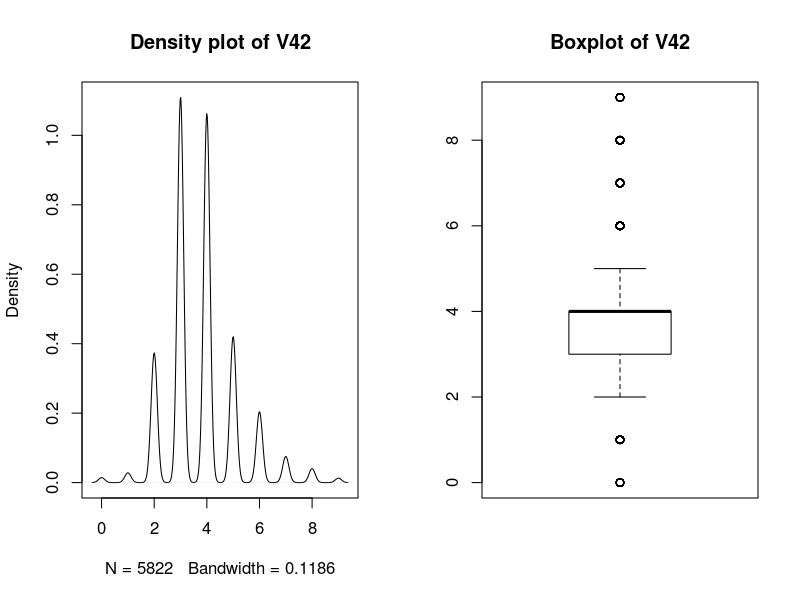 Density plot of V42
Density
0.0 0.2 0.4 0.6 0.8 1.0
0 2 4 6 8
N = 5822 Bandwidth = 0.1186
Boxplot of V42
0 2 4 6 8